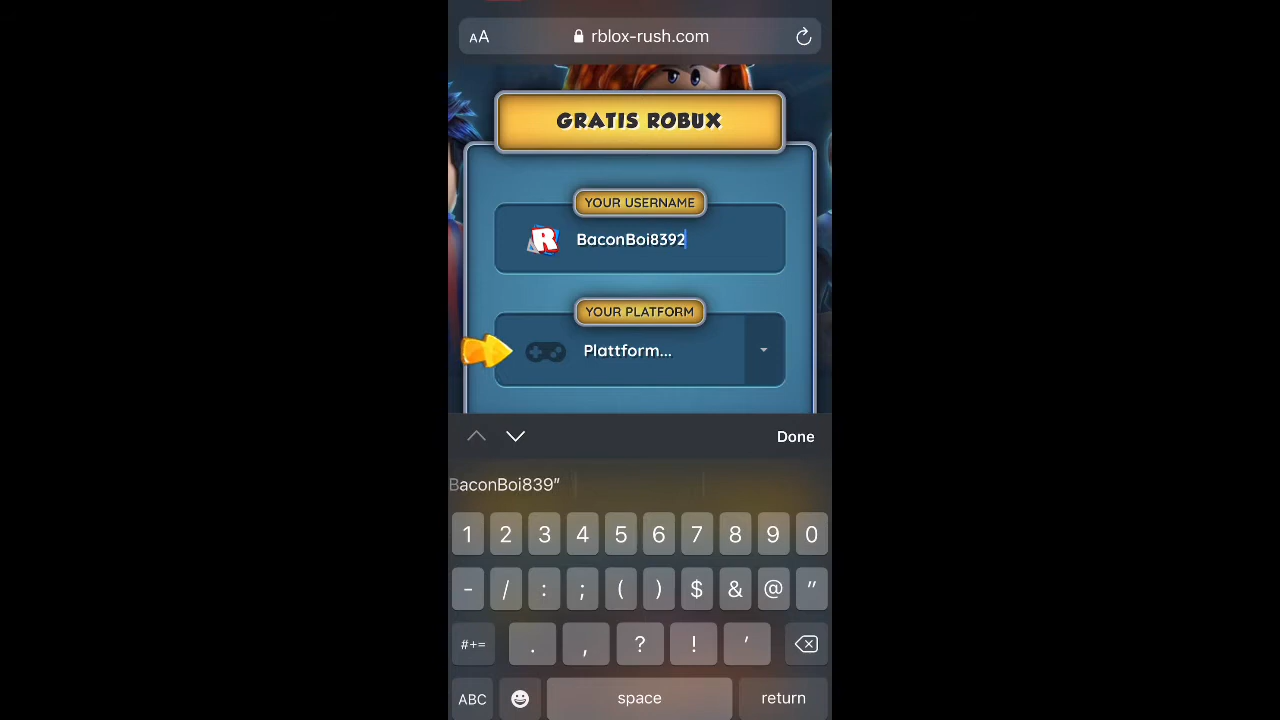 AA rblox-rush.com
GRATIS ROBUX
YOUR USERNAME
R BaconBoi8392
YOUR PLATFORM
Plattform...
Done
BaconBoi839”
1 2 3 4 5 6 7 8 9 0
- / : ; ( ) $ & @ ”
#+= . , ? ! ’
ABC space return